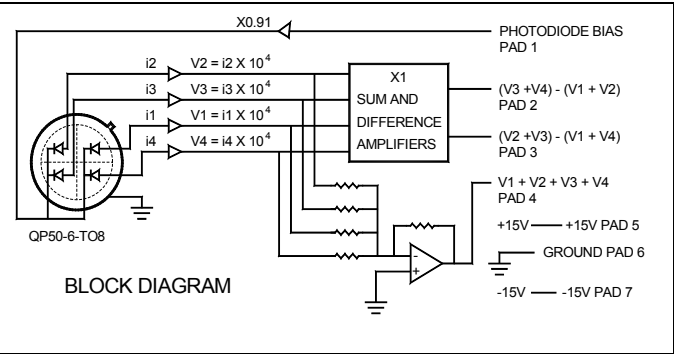 X0.91
PHOTODIODE BIAS
PAD 1
i2 V2 = i2 X 10⁴
i3 V3 = i3 X 10⁴
i1 V1 = i1 X 10⁴
i4 V4 = i4 X 10⁴
X1
SUM AND
DIFFERENCE
AMPLIFIERS
(V3 +V4) - (V1 + V2)
PAD 2
(V2 +V3) - (V1 + V4)
PAD 3
V1 + V2 + V3 + V4
PAD 4
+15V +15V PAD 5
GROUND PAD 6
-15V -15V PAD 7
-
+
QP50-6-TO8
BLOCK DIAGRAM